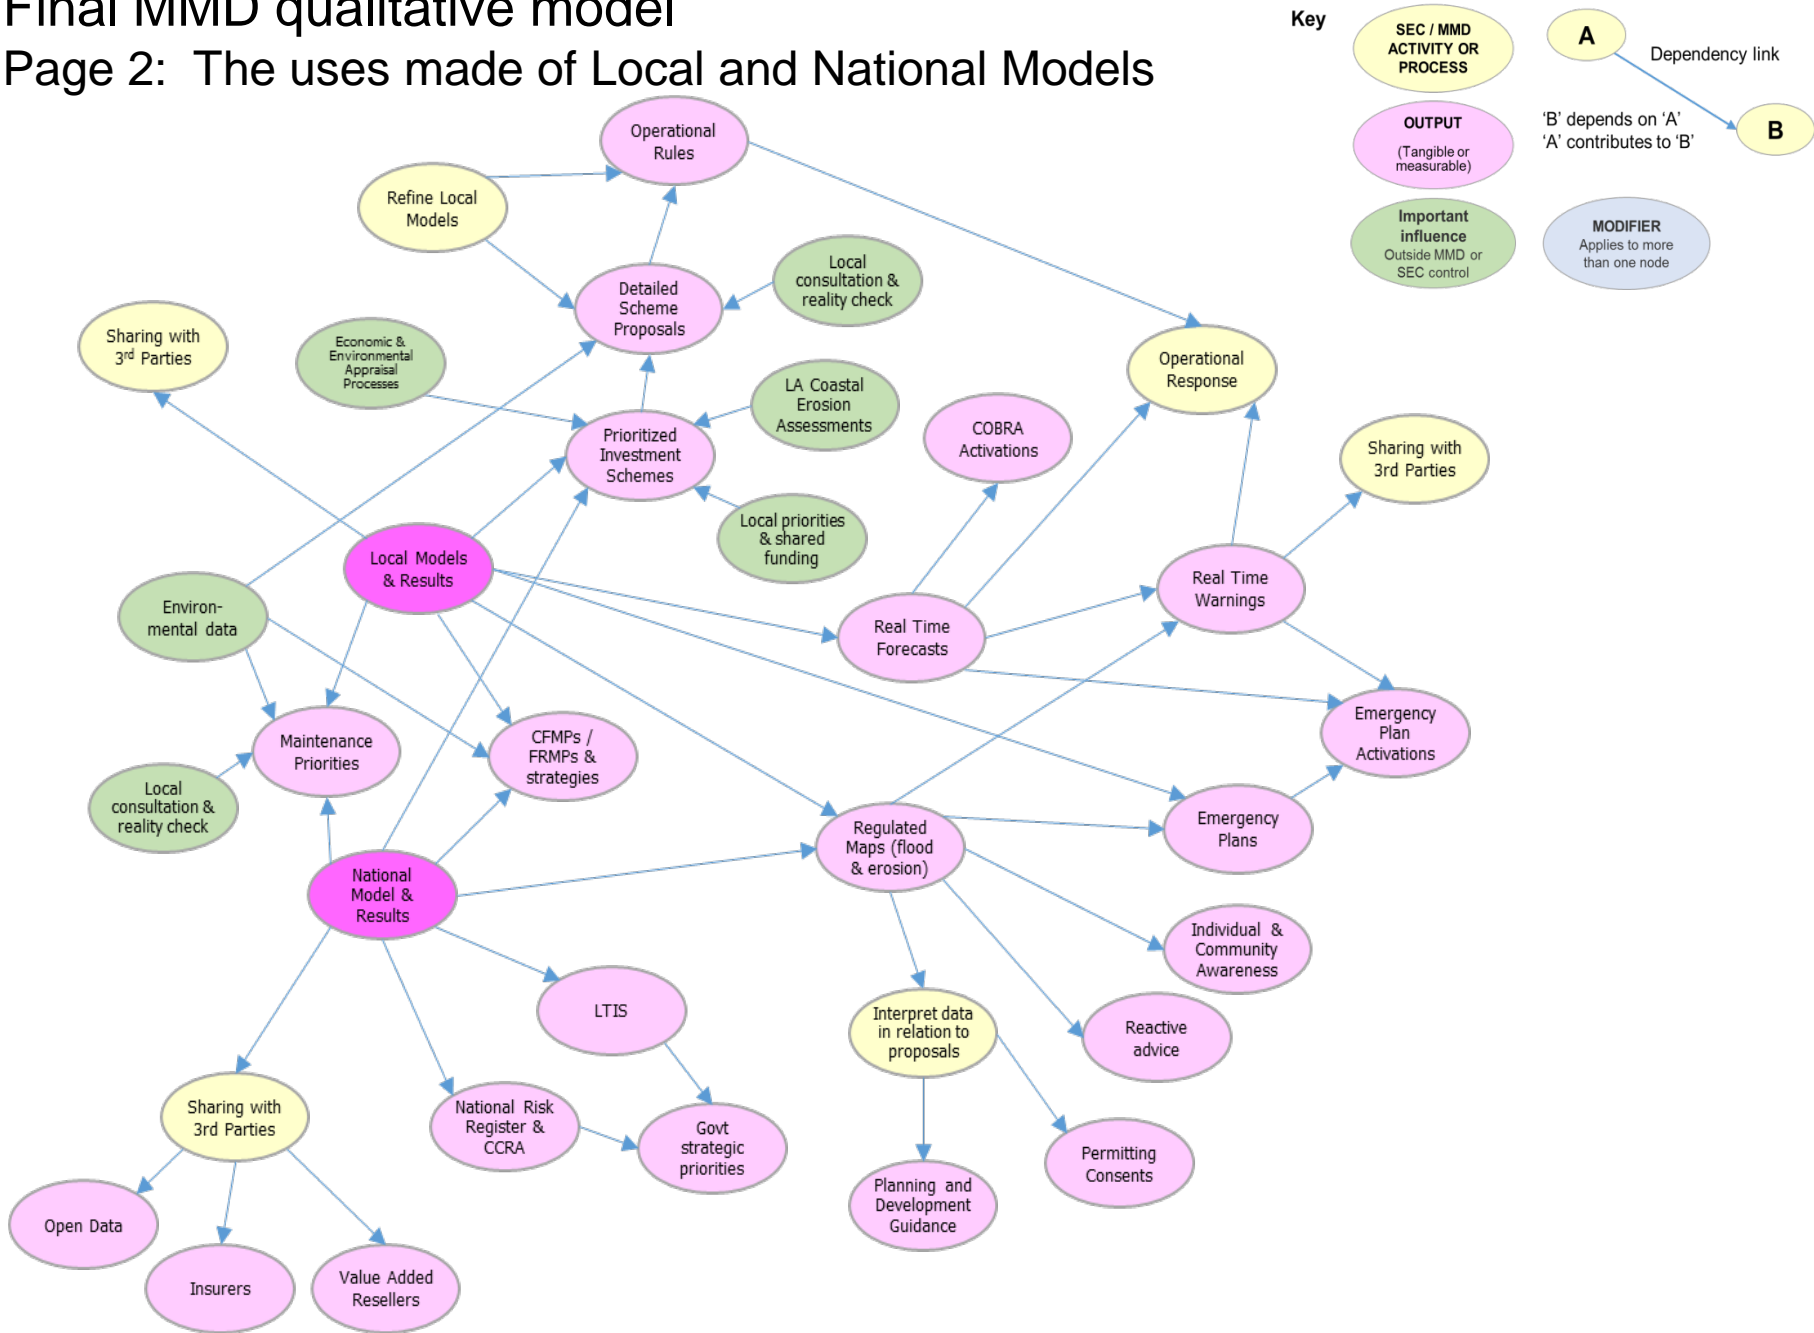 Final MMD qualitative model
Page 2: The uses made of Local and National Models
Key
SEC / MMD
ACTIVITY OR
PROCESS
A
Dependency link
B
OUTPUT
(Tangible or
measurable)
‘B’ depends on ‘A’
‘A’ contributes to ‘B’
Important
influence
Outside MMD or
SEC control
MODIFIER
Applies to more
than one node
Operational
Rules
Refine Local
Models
Local
consultation &
reality check
Detailed
Scheme
Proposals
Sharing with
3rd Parties
Economic &
Environmental
Appraisal
Processes
Operational
Response
LA Coastal
Erosion
Assessments
COBRA
Activations
Prioritized
Investment
Schemes
Sharing with
3rd Parties
Local priorities
& shared
funding
Local Models
& Results
Real Time
Warnings
Environ-
mental data
Real Time
Forecasts
Emergency
Plan
Activations
Maintenance
Priorities
CFMPs /
FRMPs &
strategies
Local
consultation &
reality check
Regulated
Maps (flood
& erosion)
Emergency
Plans
National
Model &
Results
Individual &
Community
Awareness
LTIS
Interpret data
in relation to
proposals
Reactive
advice
Sharing with
3rd Parties
National Risk
Register &
CCRA
Govt
strategic
priorities
Permitting
Consents
Planning and
Development
Guidance
Open Data
Insurers
Value Added
Resellers